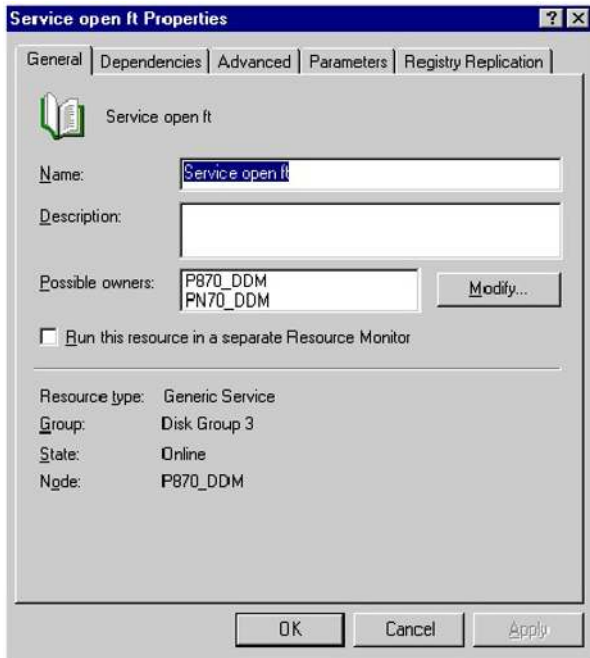 Service open ft Properties
General Dependencies Advanced Parameters Registry Replication
Service open ft
Name: Service open ft
Description:
Possible owners: P870_DDM
PN70_DDM
Modify...
Run this resource in a separate Resource Monitor
Resource type: Generic Service
Group: Disk Group 3
State: Online
Node: P870_DDM
OK Cancel Apply